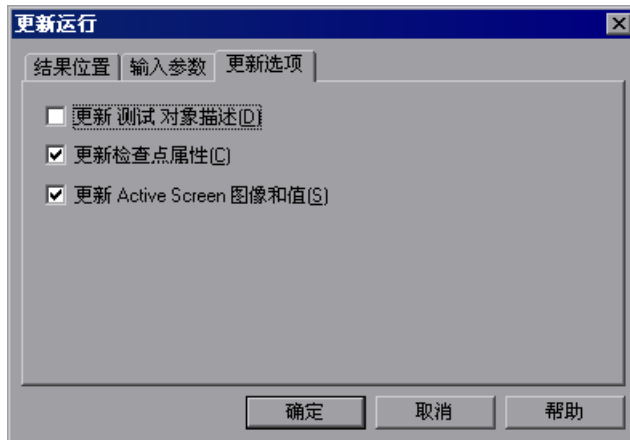 更新运行
结果位置 输入参数 更新选项
更新 测试 对象描述(D)
更新检查点属性(C)
更新 Active Screen 图像和值(S)
确定 取消 帮助